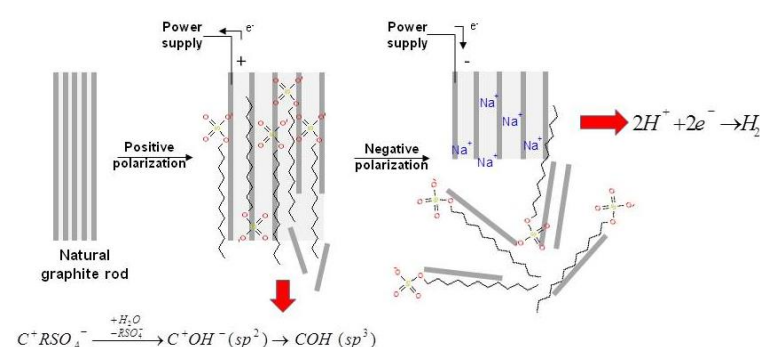 Power supply
e⁻
+
Positive polarization
Natural graphite rod
Power supply
e⁻
-
Negative polarization
Na⁺
Na⁺
Na⁺
Na⁺
Na⁺
2H⁺+2e⁻→H₂
+H₂O
-RSO₄⁻
C⁺RSO₄⁻ → C⁺OH⁻(sp²)→ COH (sp³)